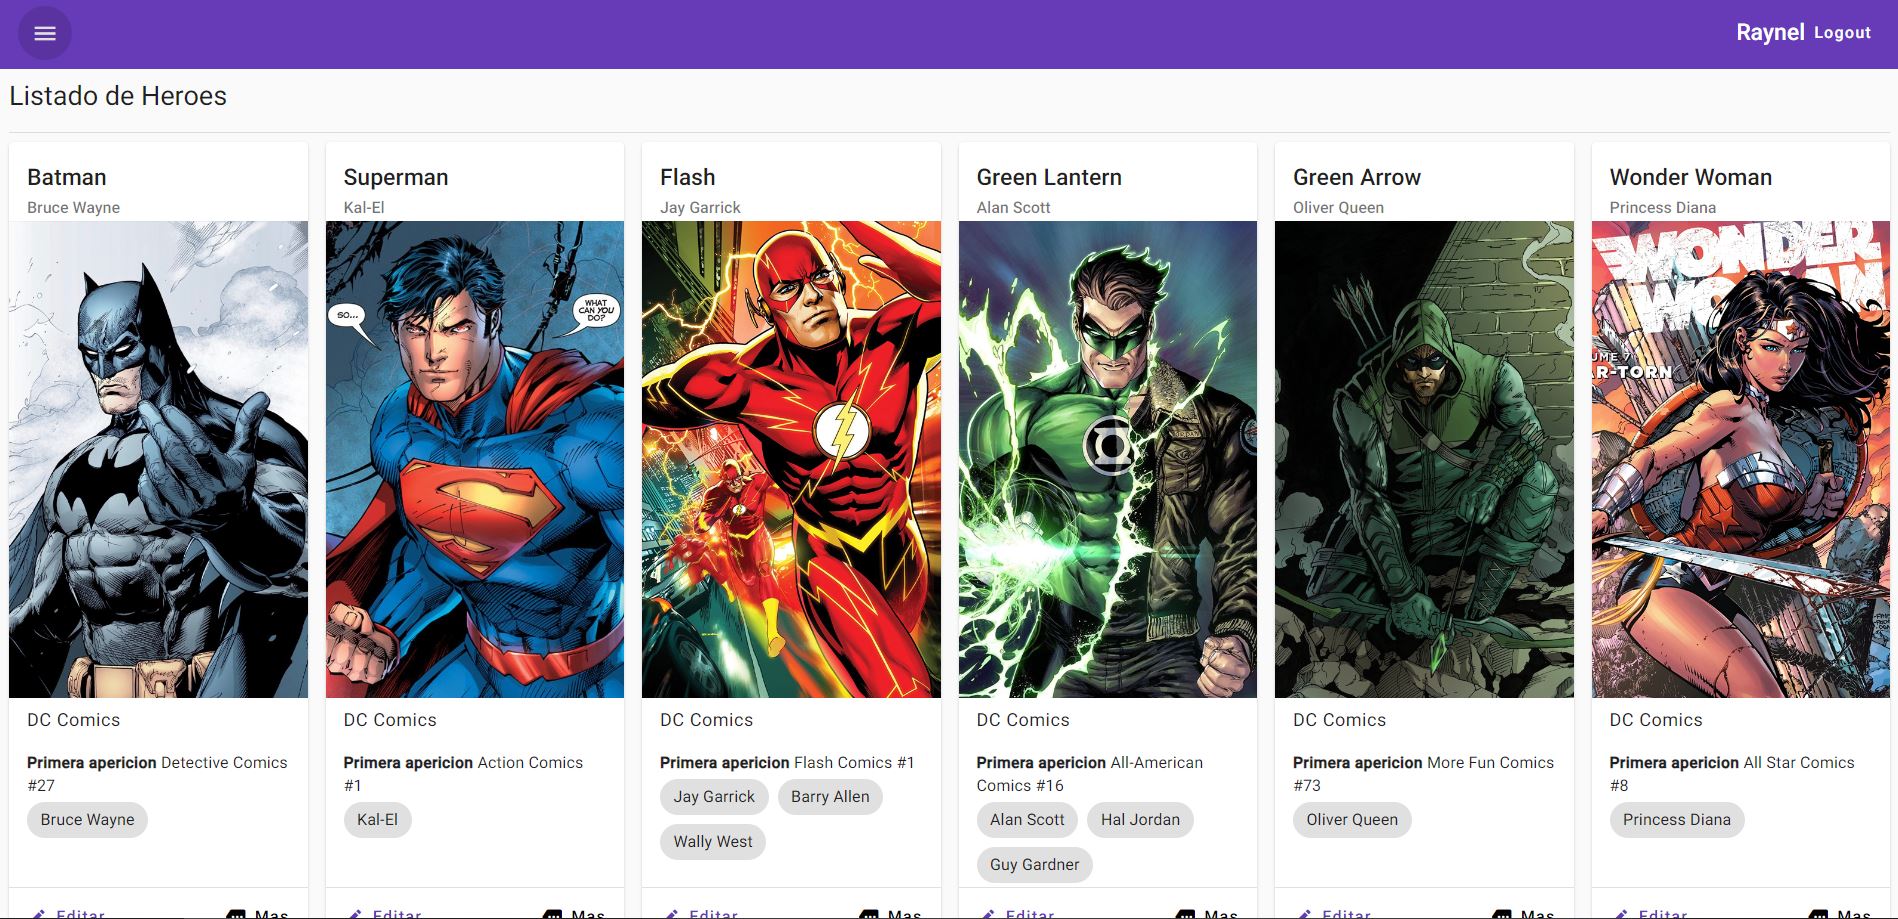 Raynel Logout
Listado de Heroes
Batman
Bruce Wayne
DC Comics
Primera apericion Detective Comics
#27
Bruce Wayne
Editar
Mas
Superman
Kal-El
SO...
WHAT
CAN YOU
DO?
DC Comics
Primera apericion Action Comics
#1
Kal-El
Editar
Mas
Flash
Jay Garrick
DC Comics
Primera apericion Flash Comics #1
Jay Garrick
Barry Allen
Wally West
Editar
Mas
Green Lantern
Alan Scott
DC Comics
Primera apericion All-American
Comics #16
Alan Scott
Hal Jordan
Guy Gardner
Editar
Mas
Green Arrow
Oliver Queen
DC Comics
Primera apericion More Fun Comics
#73
Oliver Queen
Editar
Mas
Wonder Woman
Princess Diana
WONDER
WOMAN
UME 7
R-TORN
DC Comics
Primera apericion All Star Comics
#8
Princess Diana
Editar
Mas